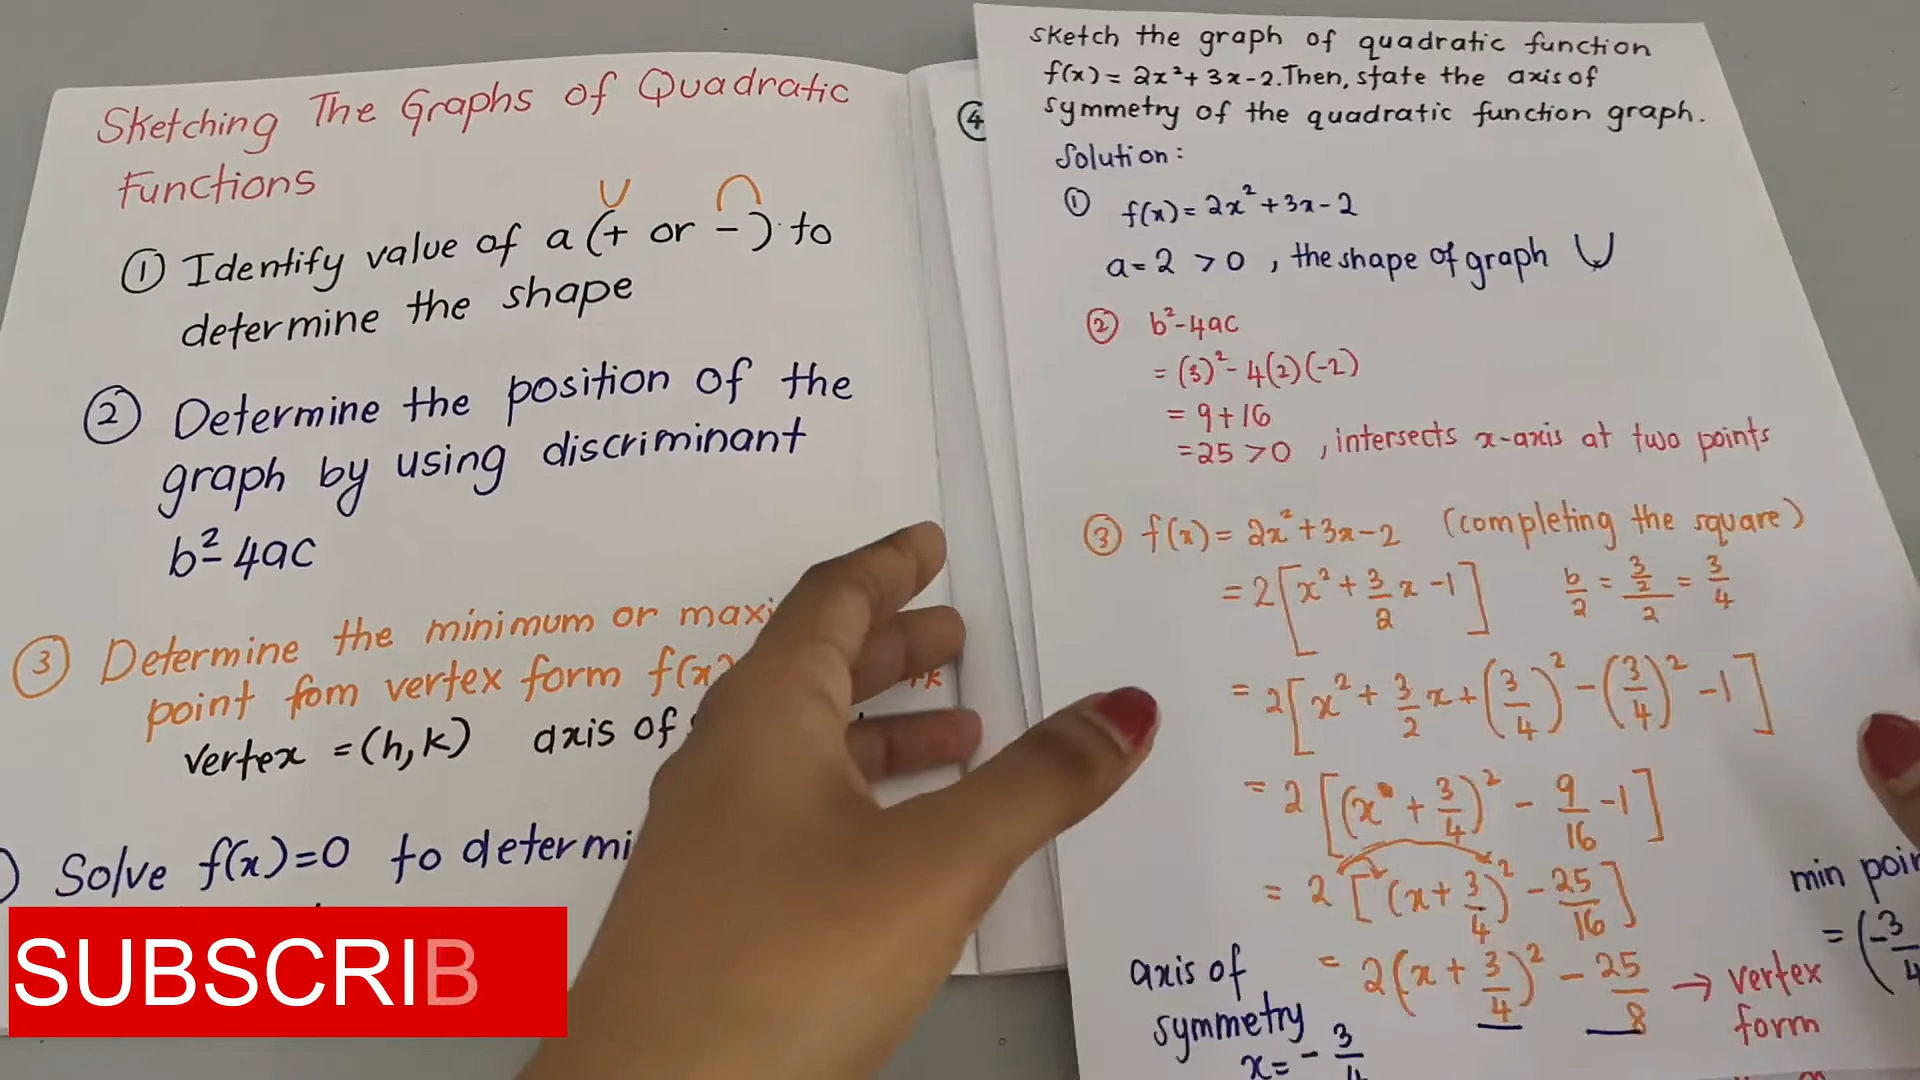 Sketching The Graphs of Quadratic
Functions
① Identify value of a (+ or -) to
determine the shape
② Determine the position of the
graph by using discriminant
b² - 4ac
③ Determine the minimum or maxi
point fom vertex form f(x)
+k
vertex = (h, k) axis of
Solve f(x)=0 to determi
SUBSCRIB
④
Sketch the graph of quadratic function
f(x) = 2x² + 3x - 2. Then, state the axis of
symmetry of the quadratic function graph.
Solution:
① f(x) = 2x² + 3x - 2
a = 2 > 0, the shape of graph ∪
② b² - 4ac
= (3)² - 4(2)(-2)
= 9 + 16
= 25 > 0, intersects x-axis at two points
③ f(x) = 2x² + 3x - 2 (completing the square)
= 2[x² + 3/2 x - 1] b/2 = 3/2/2 = 3/4
= 2[x² + 3/2 x + (3/4)² - (3/4)² - 1]
= 2[(x + 3/4)² - 9/16 - 1]
= 2[(x + 3/4)² - 25/16]
= 2(x + 3/4)² - 25/8 → vertex
form
axis of
symmetry
x = - 3/4
min poin
= (-3/4